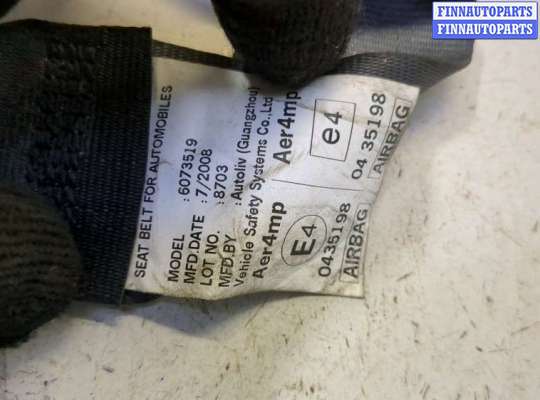 FINNAUTOPARTS
FINNAUTOPARTS
SEAT BELT FOR AUTOMOBILES
MODEL : 6073519
MFD.DATE : 7/2008
LOT NO. : 8703
MFD.BY : Autoliv (Guangzhou)
Vehicle Safety Systems Co.,Ltd
Aer4mp Aer4mp
E4 e4
0435198 04 35198
AIRBAG AIRBAG